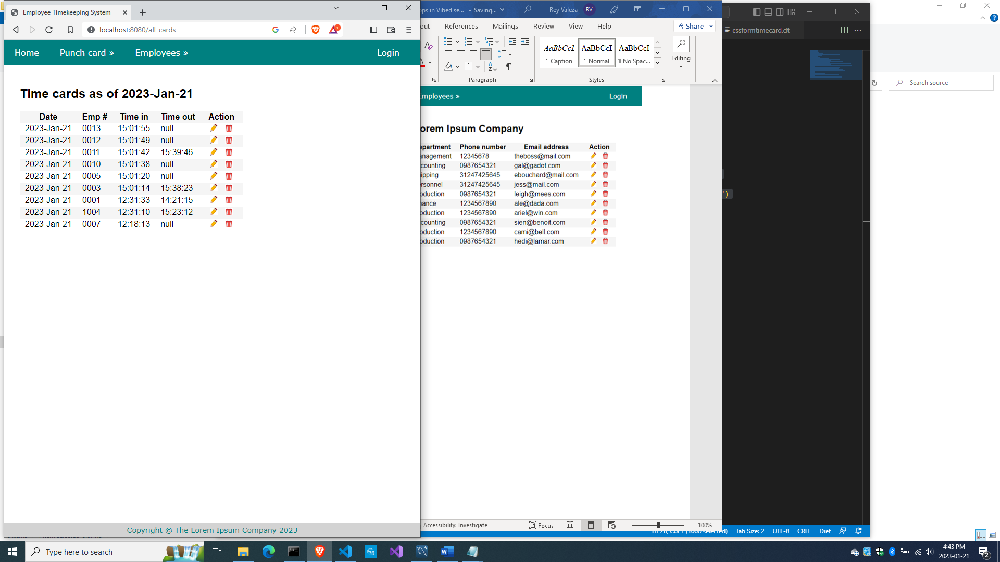 Employee Timekeeping System
localhost:8080/all_cards
1
Home
Punch card »
Employees »
Login
Time cards as of 2023-Jan-21
Date Emp # Time in Time out Action
2023-Jan-21 0013 15:01:55 null
2023-Jan-21 0012 15:01:49 null
2023-Jan-21 0011 15:01:42 15:39:46
2023-Jan-21 0010 15:01:38 null
2023-Jan-21 0005 15:01:20 null
2023-Jan-21 0003 15:01:14 15:38:23
2023-Jan-21 0001 12:31:33 14:21:15
2023-Jan-21 1004 12:31:10 15:23:12
2023-Jan-21 0007 12:18:13 null
Copyright © The Lorem Ipsum Company 2023
ps in Vibed se... • Saving...
Rey Valeza RV
out References Mailings Review View Help
Share
AaBbCcL AaBbCcI AaBbCcI
¶ Caption ¶ Normal ¶ No Spac...
Editing
Paragraph
Styles
Employees »
Login
orem Ipsum Company
partment Phone number Email address Action
nagement 12345678 theboss@mail.com
counting 0987654321 gal@gadot.com
ipping 31247425645 ebouchard@mail.com
rsonnel 31247425645 jess@mail.com
oduction 0987654321 leigh@mees.com
nance 1234567890 ale@dada.com
oduction 1234567890 ariel@win.com
counting 0987654321 sien@benoit.com
oduction 1234567890 cami@bell.com
oduction 0987654321 hedi@lamar.com
Accessibility: Investigate
Focus
100%
cssformtimecard.dt
')
Search source
Tab Size: 2 UTF-8 CRLF Diet
Type here to search
4:43 PM
2023-01-21
2